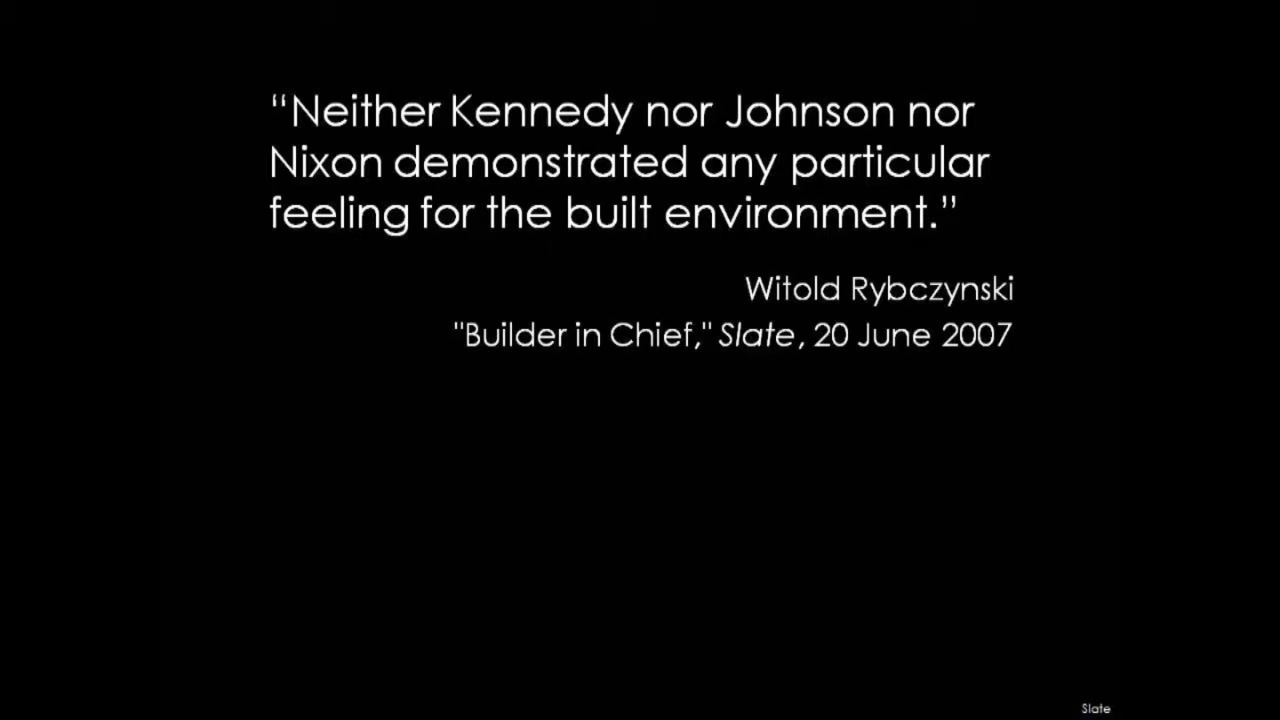 “Neither Kennedy nor Johnson nor
Nixon demonstrated any particular
feeling for the built environment.”
Witold Rybczynski
"Builder in Chief," Slate, 20 June 2007
Slate